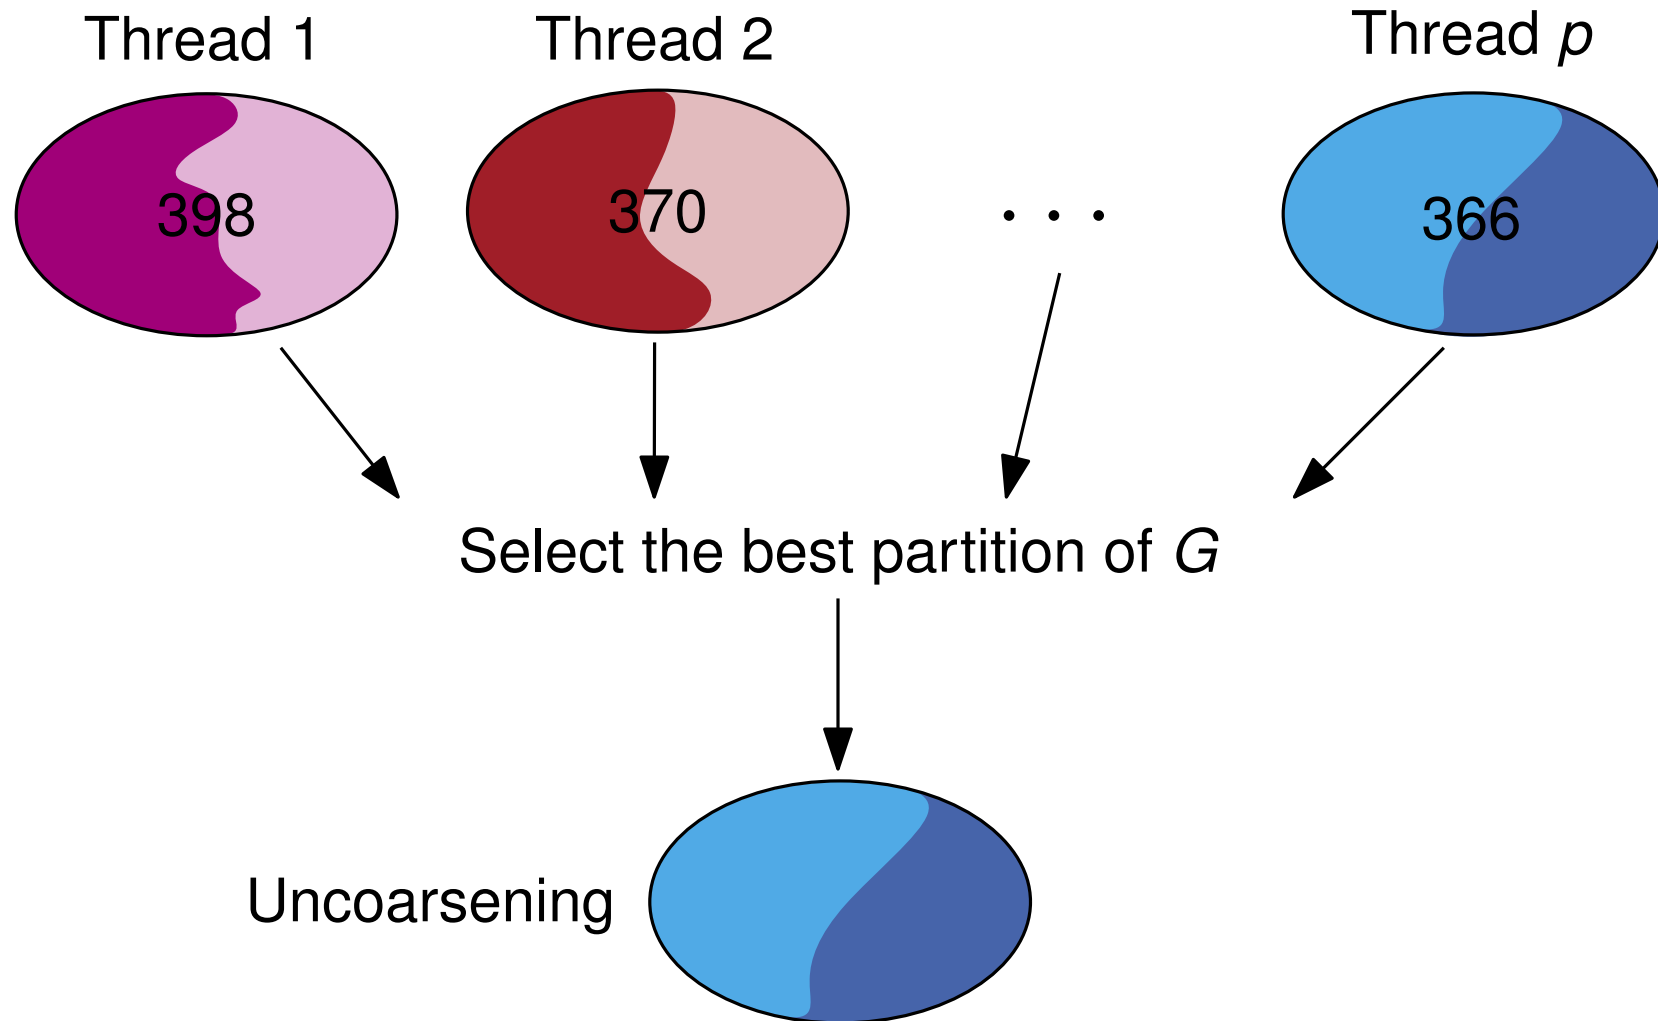 Thread 1
Thread 2
Thread p
398
370
. . .
366
Select the best partition of G
Uncoarsening